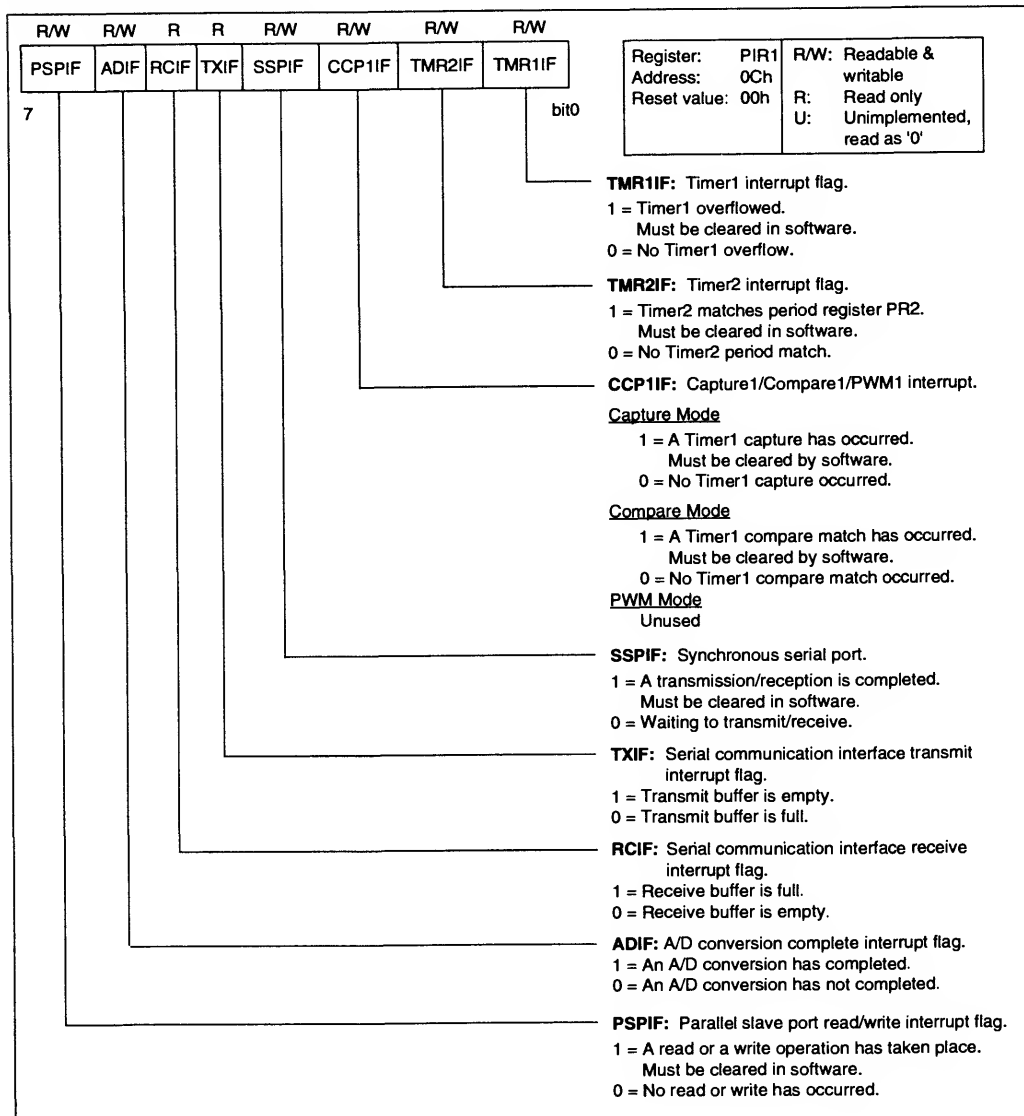 R/W R/W R R R/W R/W R/W R/W
PSPIF ADIF RCIF TXIF SSPIF CCP1IF TMR2IF TMR1IF
7 bit0
Register: PIR1
Address: 0Ch
Reset value: 00h
R/W: Readable &
writable
R: Read only
U: Unimplemented,
read as '0'
TMR1IF: Timer1 interrupt flag.
1 = Timer1 overflowed.
Must be cleared in software.
0 = No Timer1 overflow.
TMR2IF: Timer2 interrupt flag.
1 = Timer2 matches period register PR2.
Must be cleared in software.
0 = No Timer2 period match.
CCP1IF: Capture1/Compare1/PWM1 interrupt.
Capture Mode
1 = A Timer1 capture has occurred.
Must be cleared by software.
0 = No Timer1 capture occurred.
Compare Mode
1 = A Timer1 compare match has occurred.
Must be cleared by software.
0 = No Timer1 compare match occurred.
PWM Mode
Unused
SSPIF: Synchronous serial port.
1 = A transmission/reception is completed.
Must be cleared in software.
0 = Waiting to transmit/receive.
TXIF: Serial communication interface transmit
interrupt flag.
1 = Transmit buffer is empty.
0 = Transmit buffer is full.
RCIF: Serial communication interface receive
interrupt flag.
1 = Receive buffer is full.
0 = Receive buffer is empty.
ADIF: A/D conversion complete interrupt flag.
1 = An A/D conversion has completed.
0 = An A/D conversion has not completed.
PSPIF: Parallel slave port read/write interrupt flag.
1 = A read or a write operation has taken place.
Must be cleared in software.
0 = No read or write has occurred.